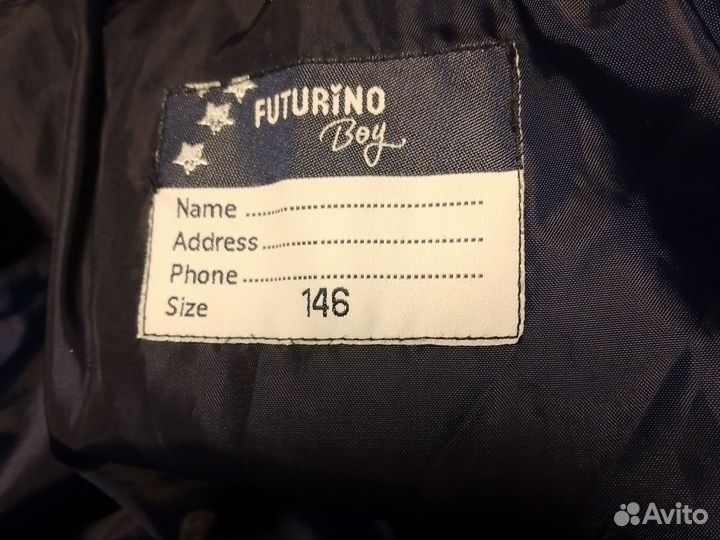 FUTURiNO
Boy
Name ........................................
Address ........................................
Phone ........................................
Size 146
Avito